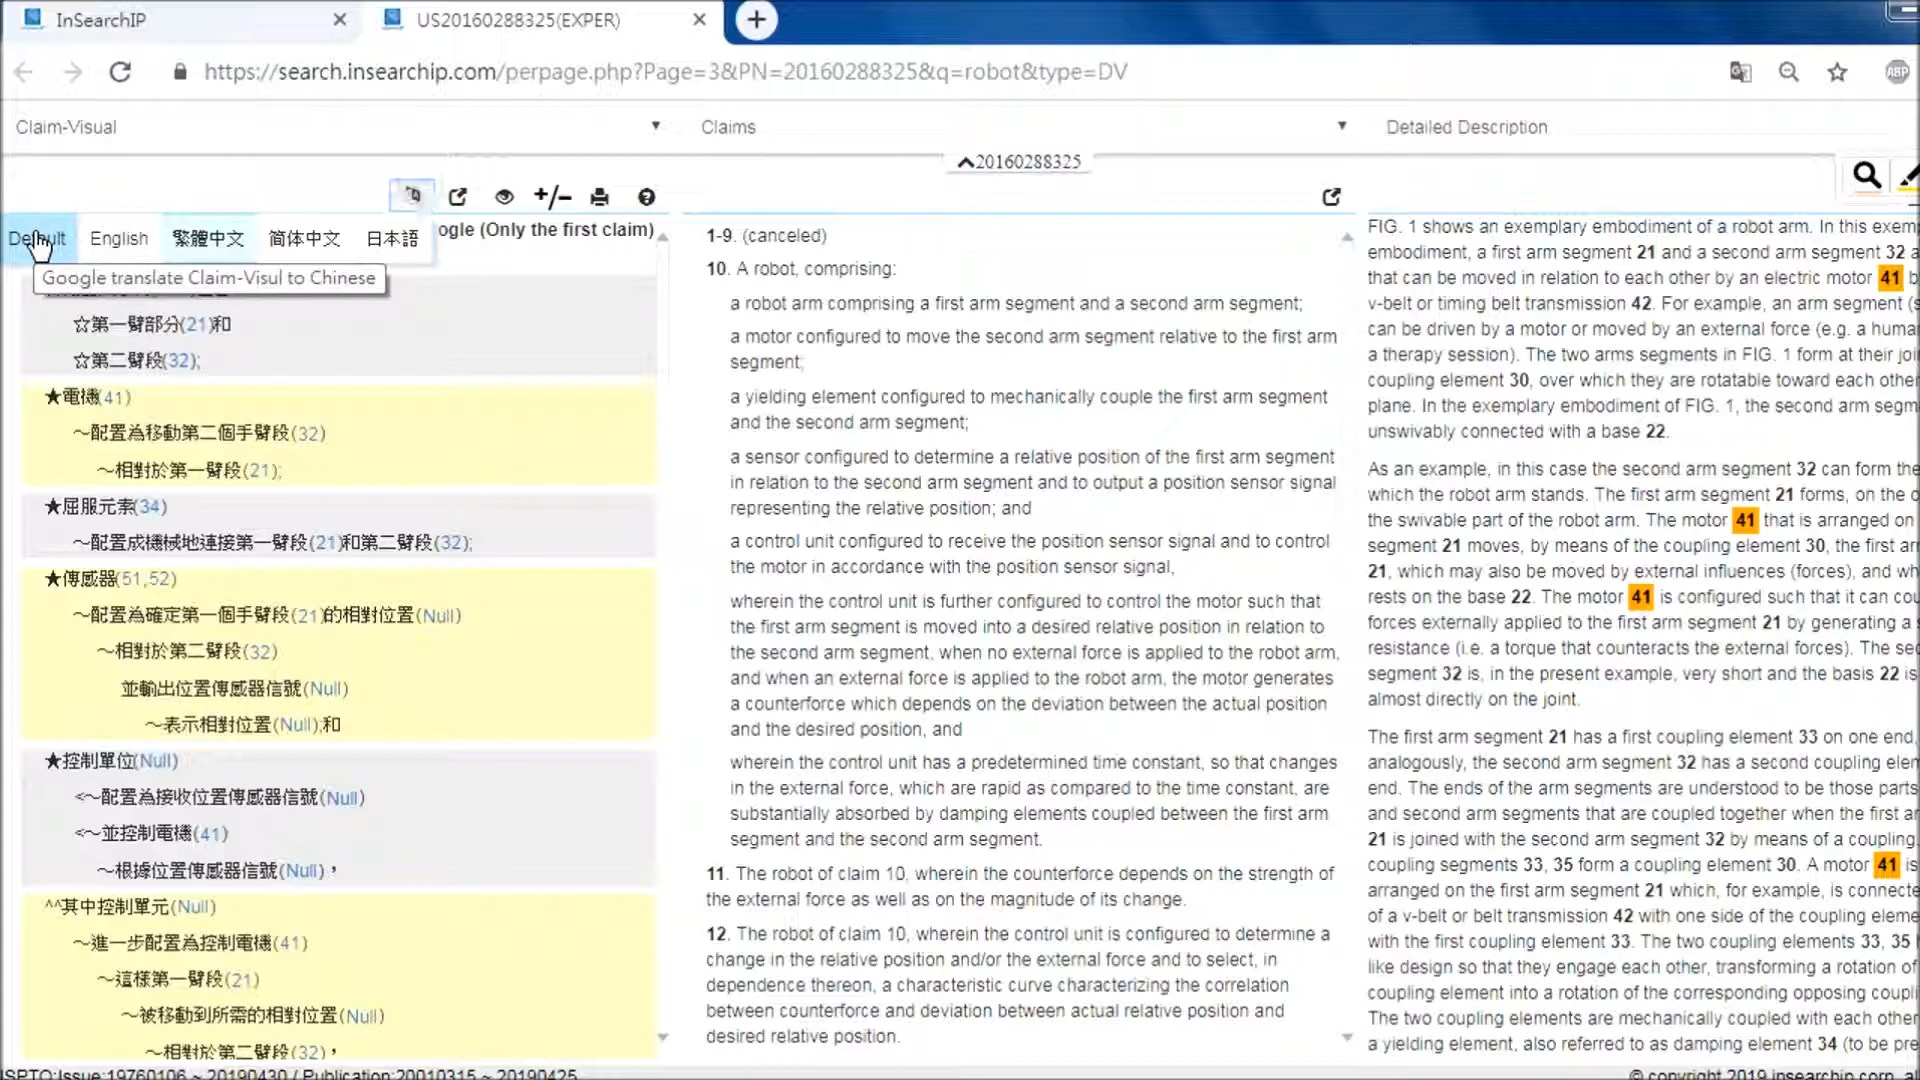 InSearchIP
US20160288325(EXPER)
https://search.insearchip.com/perpage.php?Page=3&PN=20160288325&q=robot&type=DV
ABP
Claim-Visual
Claims
Detailed Description
20160288325
+/−
Default English 繁體中文 简体中文 日本語
ogle (Only the first claim)
Google translate Claim-Visul to Chinese
☆第一臂部分(21)和
☆第二臂段(32);
★電機(41)
～配置為移動第二個手臂段(32)
～相對於第一臂段(21);
★屈服元素(34)
～配置成機械地連接第一臂段(21)和第二臂段(32);
★傳感器(51,52)
～配置為確定第一個手臂段(21)的相對位置(Null)
～相對於第二臂段(32)
並輸出位置傳感器信號(Null)
～表示相對位置(Null);和
★控制單位(Null)
<～配置為接收位置傳感器信號(Null)
<～並控制電機(41)
～根據位置傳感器信號(Null)，
^^其中控制單元(Null)
～進一步配置為控制電機(41)
～這樣第一臂段(21)
～被移動到所需的相對位置(Null)
～相對於第二臂段(32)，
1-9. (canceled)
10. A robot, comprising:
a robot arm comprising a first arm segment and a second arm segment;
a motor configured to move the second arm segment relative to the first arm
segment;
a yielding element configured to mechanically couple the first arm segment
and the second arm segment;
a sensor configured to determine a relative position of the first arm segment
in relation to the second arm segment and to output a position sensor signal
representing the relative position; and
a control unit configured to receive the position sensor signal and to control
the motor in accordance with the position sensor signal,
wherein the control unit is further configured to control the motor such that
the first arm segment is moved into a desired relative position in relation to
the second arm segment, when no external force is applied to the robot arm,
and when an external force is applied to the robot arm, the motor generates
a counterforce which depends on the deviation between the actual position
and the desired position, and
wherein the control unit has a predetermined time constant, so that changes
in the external force, which are rapid as compared to the time constant, are
substantially absorbed by damping elements coupled between the first arm
segment and the second arm segment.
11. The robot of claim 10, wherein the counterforce depends on the strength of
the external force as well as on the magnitude of its change.
12. The robot of claim 10, wherein the control unit is configured to determine a
change in the relative position and/or the external force and to select, in
dependence thereon, a characteristic curve characterizing the correlation
between counterforce and deviation between actual relative position and
desired relative position.
FIG. 1 shows an exemplary embodiment of a robot arm. In this exem
embodiment, a first arm segment 21 and a second arm segment 32 a
that can be moved in relation to each other by an electric motor 41 b
v-belt or timing belt transmission 42. For example, an arm segment (s
can be driven by a motor or moved by an external force (e.g. a huma
a therapy session). The two arms segments in FIG. 1 form at their joi
coupling element 30, over which they are rotatable toward each other
plane. In the exemplary embodiment of FIG. 1, the second arm segm
unswivably connected with a base 22.
As an example, in this case the second arm segment 32 can form the
which the robot arm stands. The first arm segment 21 forms, on the o
the swivable part of the robot arm. The motor 41 that is arranged on
segment 21 moves, by means of the coupling element 30, the first ar
21, which may also be moved by external influences (forces), and wh
rests on the base 22. The motor 41 is configured such that it can cou
forces externally applied to the first arm segment 21 by generating a
resistance (i.e. a torque that counteracts the external forces). The sec
segment 32 is, in the present example, very short and the basis 22 is
almost directly on the joint.
The first arm segment 21 has a first coupling element 33 on one end,
analogously, the second arm segment 32 has a second coupling elem
end. The ends of the arm segments are understood to be those parts
and second arm segments that are coupled together when the first ar
21 is joined with the second arm segment 32 by means of a coupling.
coupling segments 33, 35 form a coupling element 30. A motor 41 is
arranged on the first arm segment 21 which, for example, is connecte
of a v-belt or belt transmission 42 with one side of the coupling eleme
with the first coupling element 33. The two coupling elements 33, 35
like design so that they engage each other, transforming a rotation of
coupling element into a rotation of the corresponding opposing coupli
The two coupling elements are mechanically coupled with each other
a yielding element, also referred to as damping element 34 (to be pre
SPTO:Issue:19760106 ~ 20190430 / Publication:20010315 ~ 20190425
© copyright 2019 insearchip corp. al